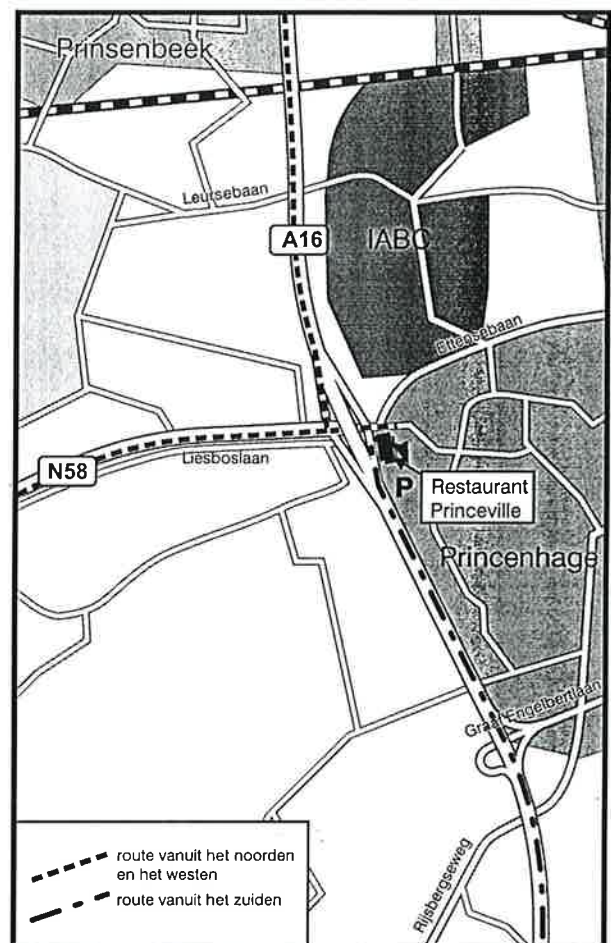 Prinsenbeek
Leursebaan
A16
IABC
Ettensebaan
N58
Liesboslaan
P
Restaurant
Princeville
Princenhage
Graaf Engelbertlaan
Rijsbergseweg
route vanuit het noorden
en het westen
route vanuit het zuiden